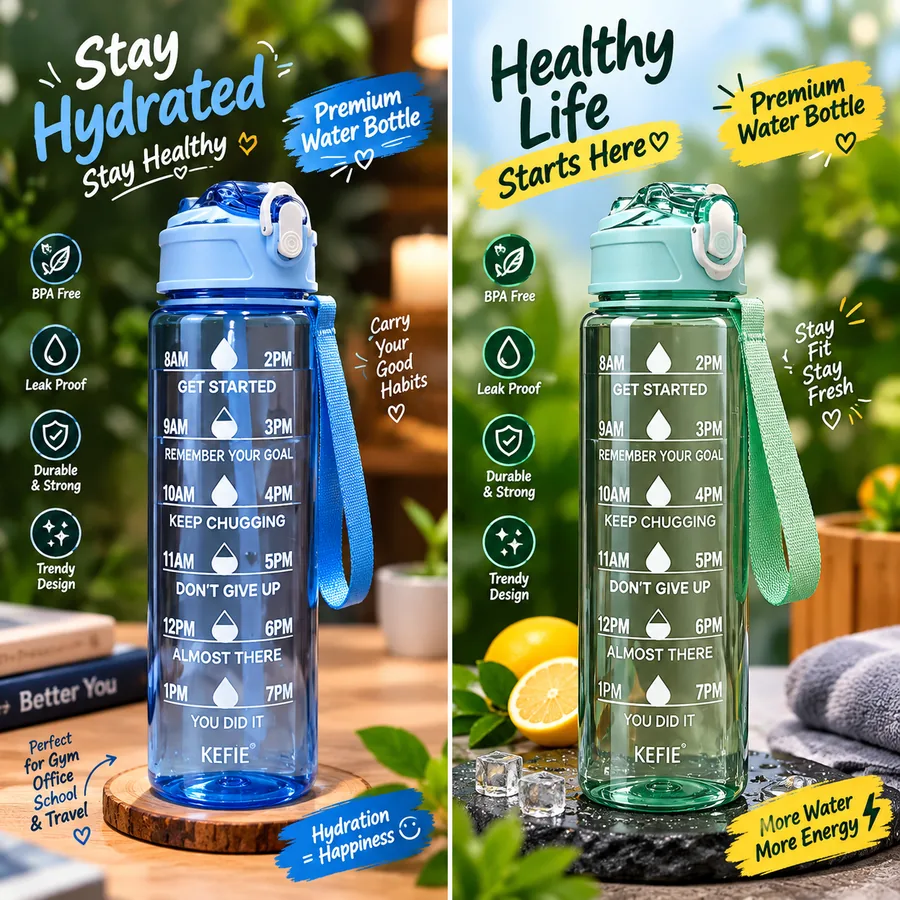 Stay
Hydrated
Stay Healthy
Premium
Water Bottle
BPA Free
Leak Proof
Durable
& Strong
Trendy
Design
Carry
Your
Good
Habits
8AM 2PM
GET STARTED
9AM 3PM
REMEMBER YOUR GOAL
10AM 4PM
KEEP CHUGGING
11AM 5PM
DON'T GIVE UP
12PM 6PM
ALMOST THERE
1PM 7PM
YOU DID IT
KEFIE®
Better You
Perfect
for Gym
Office
School
& Travel
Hydration
= Happiness
Healthy
Life
Starts Here
Premium
Water Bottle
BPA Free
Leak Proof
Durable
& Strong
Trendy
Design
Stay
Fit
Stay
Fresh
8AM 2PM
GET STARTED
9AM 3PM
REMEMBER YOUR GOAL
10AM 4PM
KEEP CHUGGING
11AM 5PM
DON'T GIVE UP
12PM 6PM
ALMOST THERE
1PM 7PM
YOU DID IT
KEFIE®
More Water
More Energy